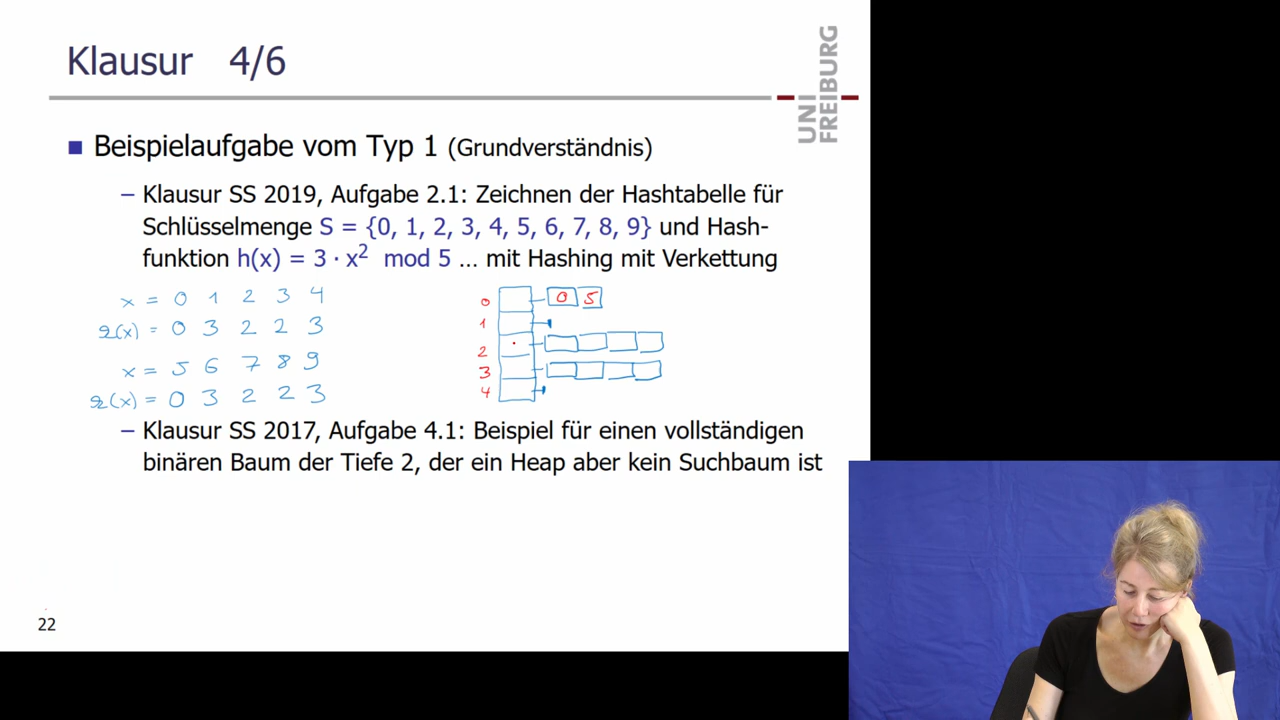 Klausur 4/6
UNI
FREIBURG
Beispielaufgabe vom Typ 1 (Grundverständnis)
– Klausur SS 2019, Aufgabe 2.1: Zeichnen der Hashtabelle für
Schlüsselmenge S = {0, 1, 2, 3, 4, 5, 6, 7, 8, 9} und Hash-
funktion h(x) = 3 · x² mod 5 … mit Hashing mit Verkettung
x = 0 1 2 3 4
h(x) = 0 3 2 2 3
x = 5 6 7 8 9
h(x) = 0 3 2 2 3
0 0 5
1
2
3
4
– Klausur SS 2017, Aufgabe 4.1: Beispiel für einen vollständigen
binären Baum der Tiefe 2, der ein Heap aber kein Suchbaum ist
22